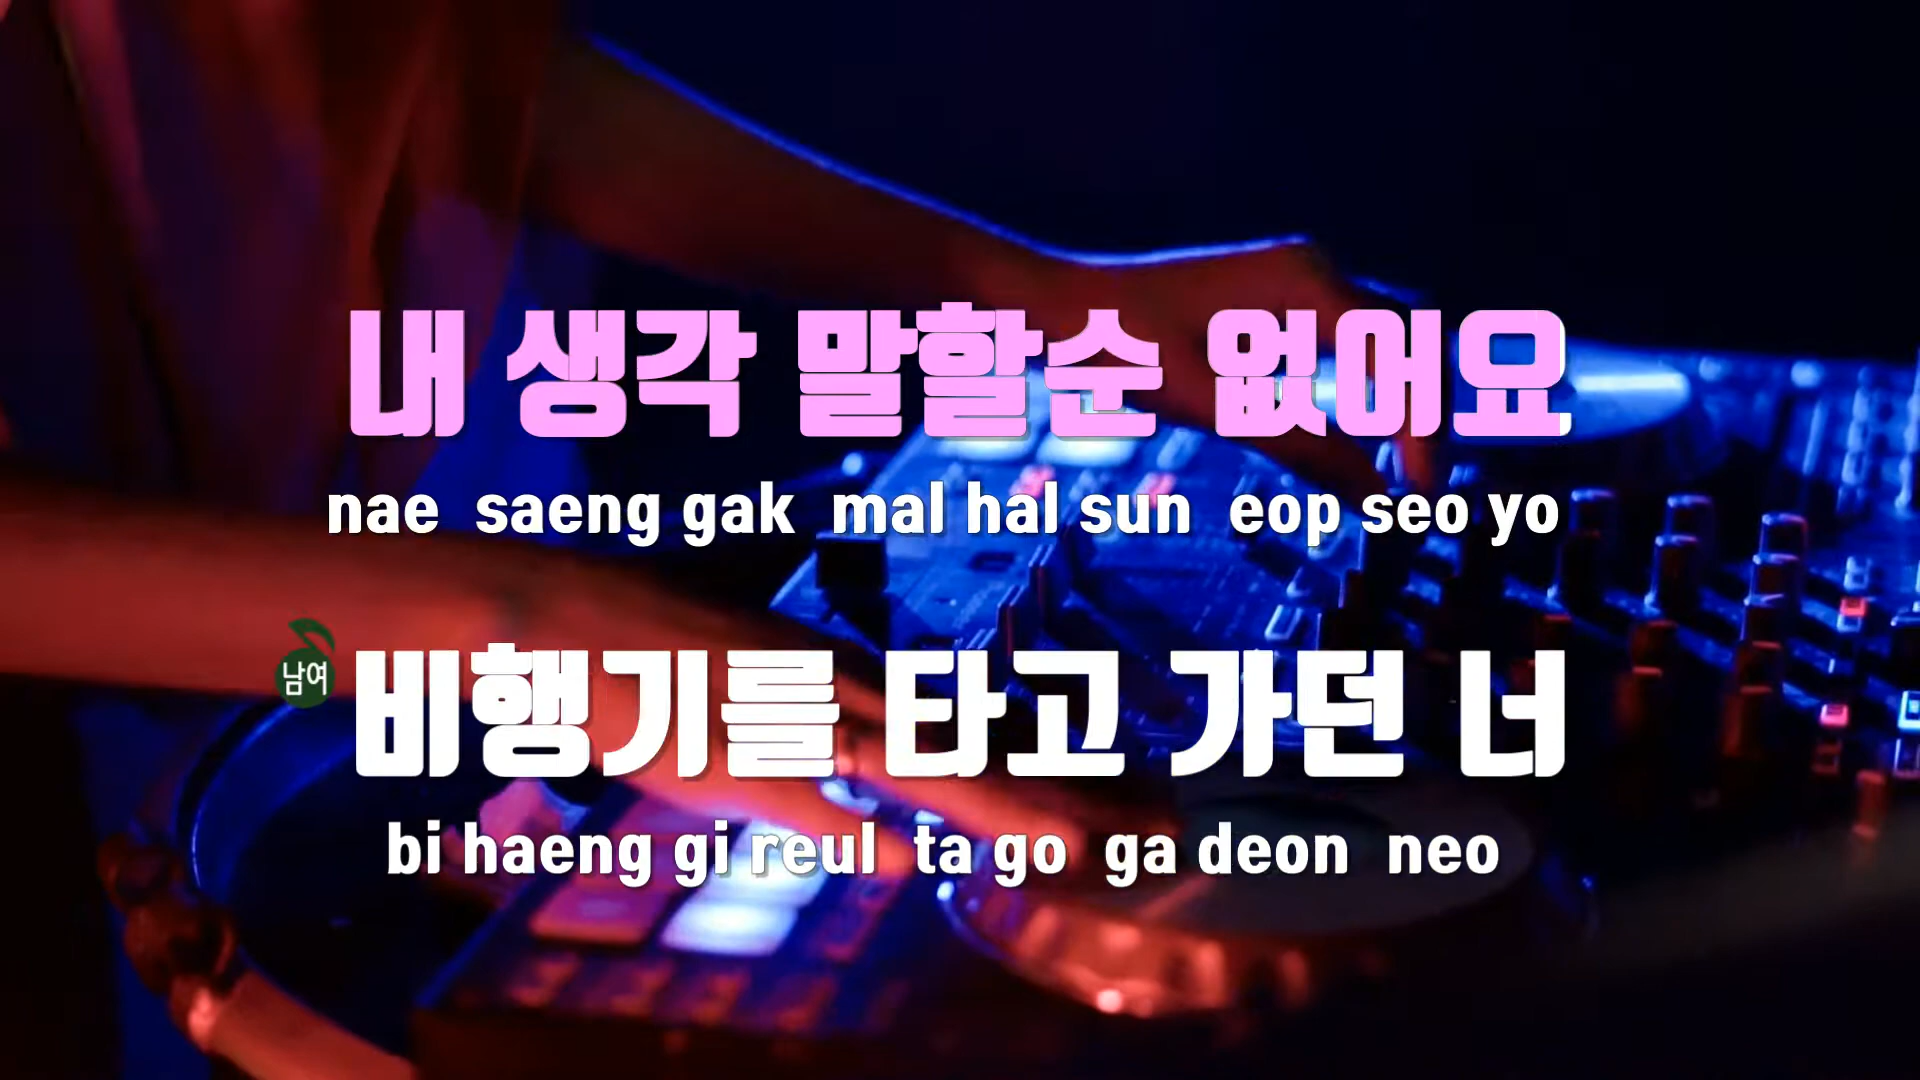 내 생각 말할순 없어요
nae saeng gak mal hal sun eop seo yo
남여 비행기를 타고 가던 너
bi haeng gi reul ta go ga deon neo